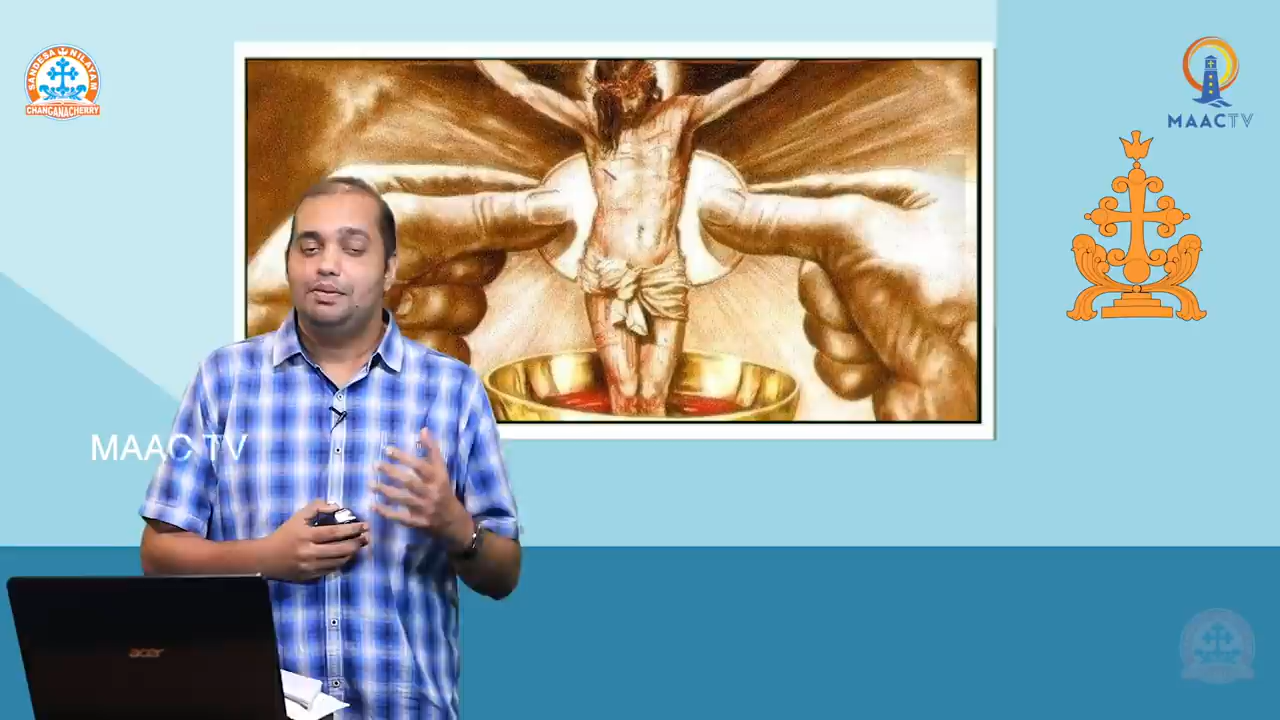 SANDESA NILAYAM
CHANGANACHERRY
MAACTV
MAAC TV
acer